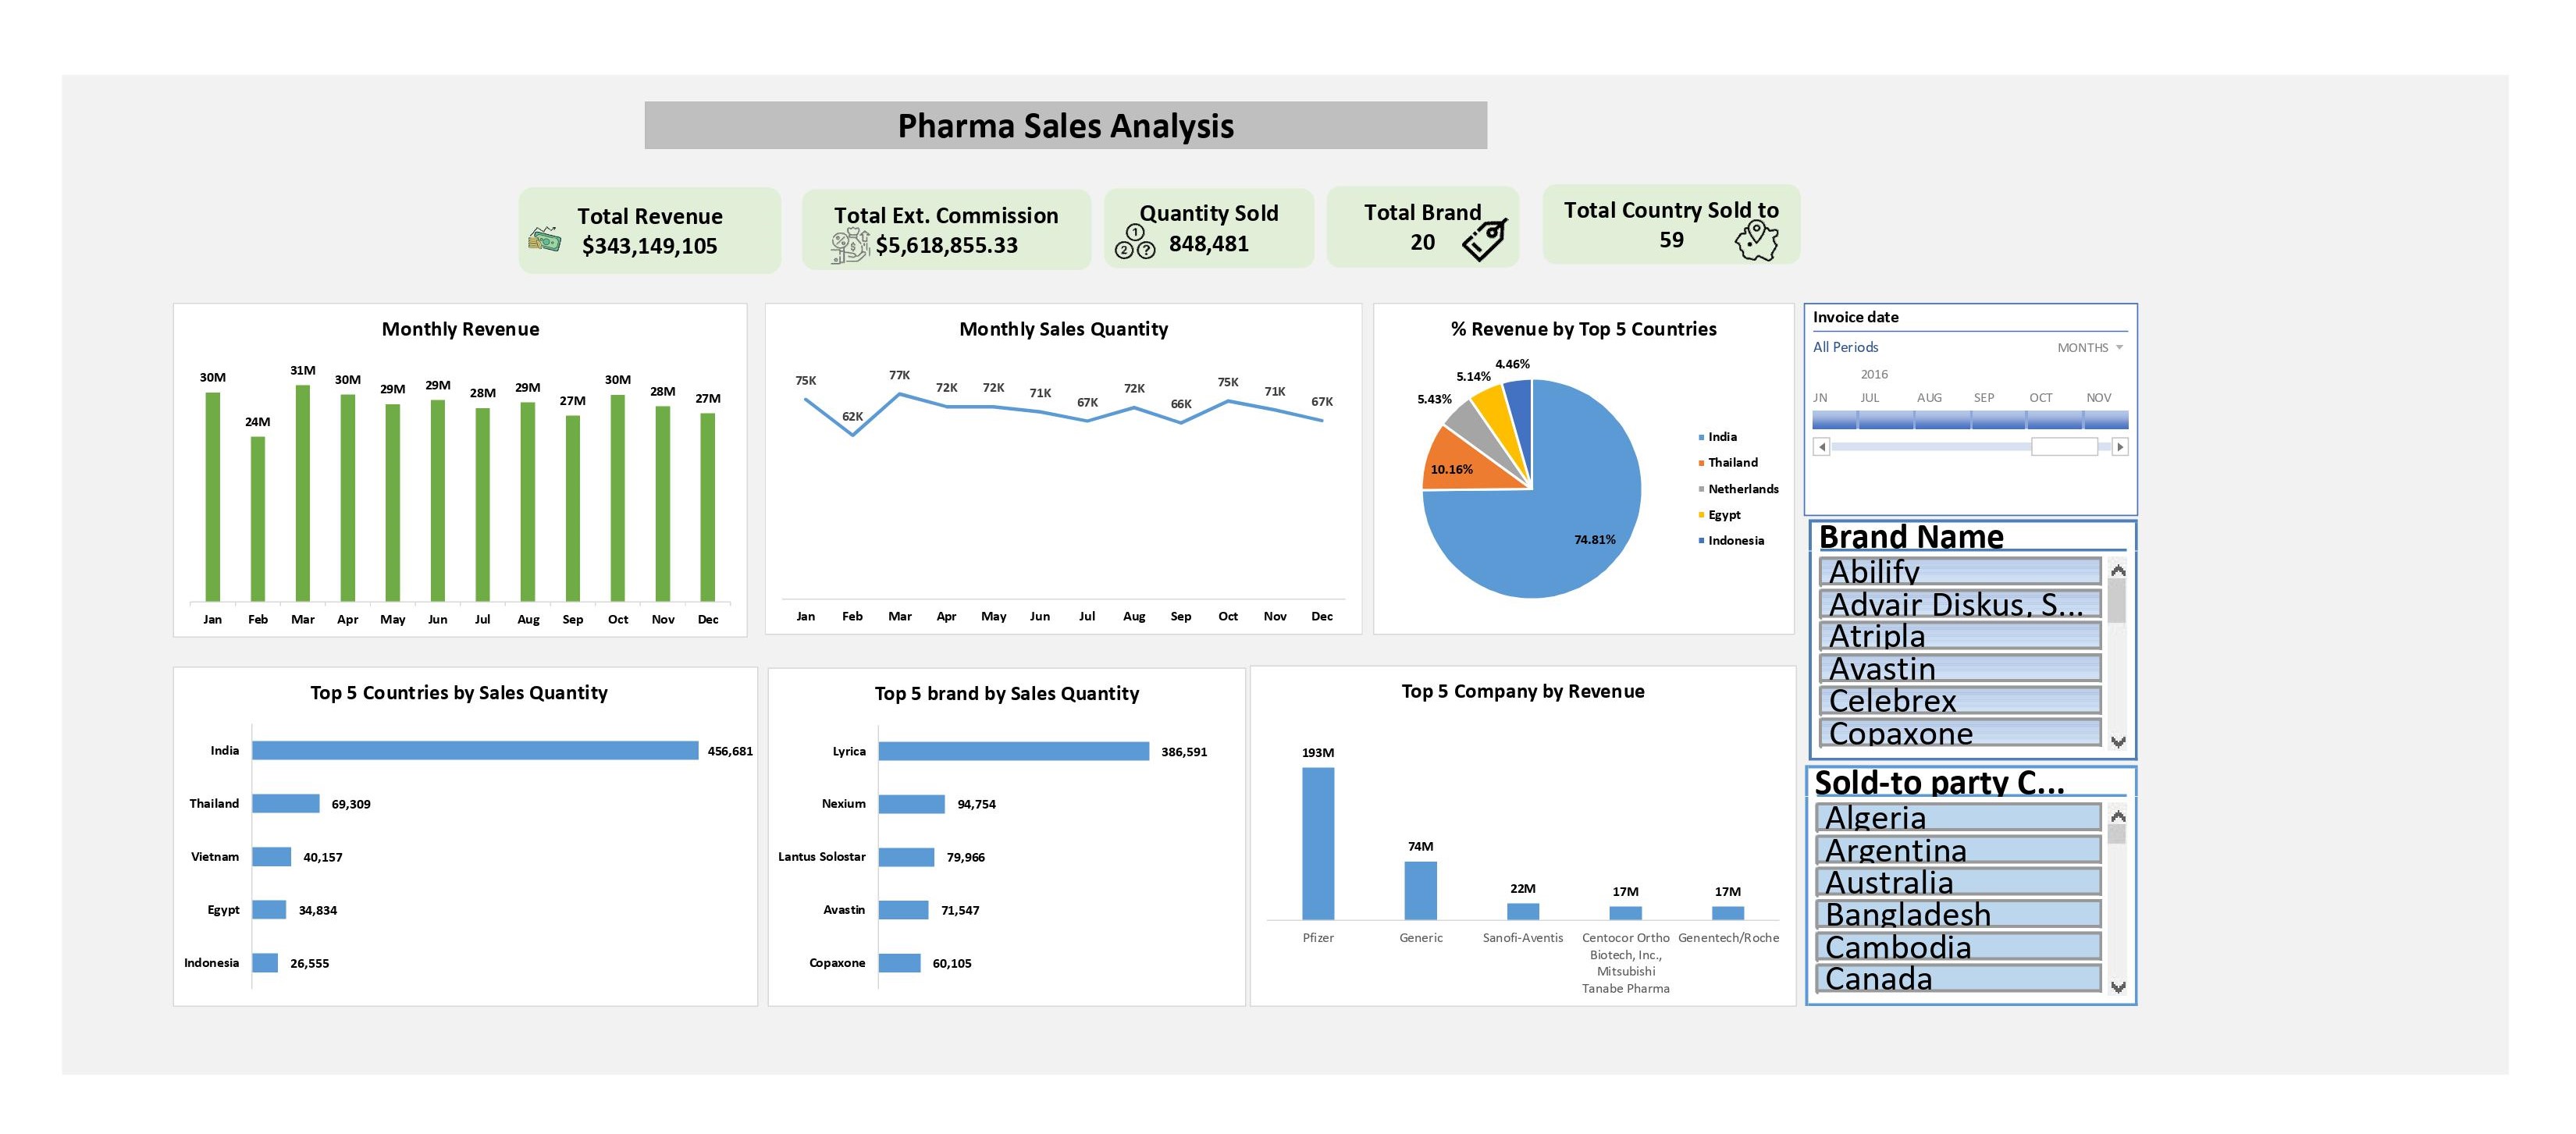 Pharma Sales Analysis
Total Revenue
$343,149,105
Total Ext. Commission
$5,618,855.33
Quantity Sold
848,481
1
2
?
Total Brand
20
Total Country Sold to
59
Monthly Revenue
30M
24M
31M
30M
29M
29M
28M
29M
27M
30M
28M
27M
Jan Feb Mar Apr May Jun Jul Aug Sep Oct Nov Dec
Monthly Sales Quantity
75K
62K
77K
72K
72K
71K
67K
72K
66K
75K
71K
67K
Jan Feb Mar Apr May Jun Jul Aug Sep Oct Nov Dec
% Revenue by Top 5 Countries
4.46%
5.14%
5.43%
10.16%
74.81%
India
Thailand
Netherlands
Egypt
Indonesia
Invoice date
All Periods MONTHS
2016
JN JUL AUG SEP OCT NOV
Brand Name
Abilify
Advair Diskus, S...
Atripla
Avastin
Celebrex
Copaxone
Sold-to party C...
Algeria
Argentina
Australia
Bangladesh
Cambodia
Canada
Top 5 Countries by Sales Quantity
India 456,681
Thailand 69,309
Vietnam 40,157
Egypt 34,834
Indonesia 26,555
Top 5 brand by Sales Quantity
Lyrica 386,591
Nexium 94,754
Lantus Solostar 79,966
Avastin 71,547
Copaxone 60,105
Top 5 Company by Revenue
193M
74M
22M
17M
17M
Pfizer
Generic
Sanofi-Aventis
Centocor Ortho
Biotech, Inc.,
Mitsubishi
Tanabe Pharma
Genentech/Roche